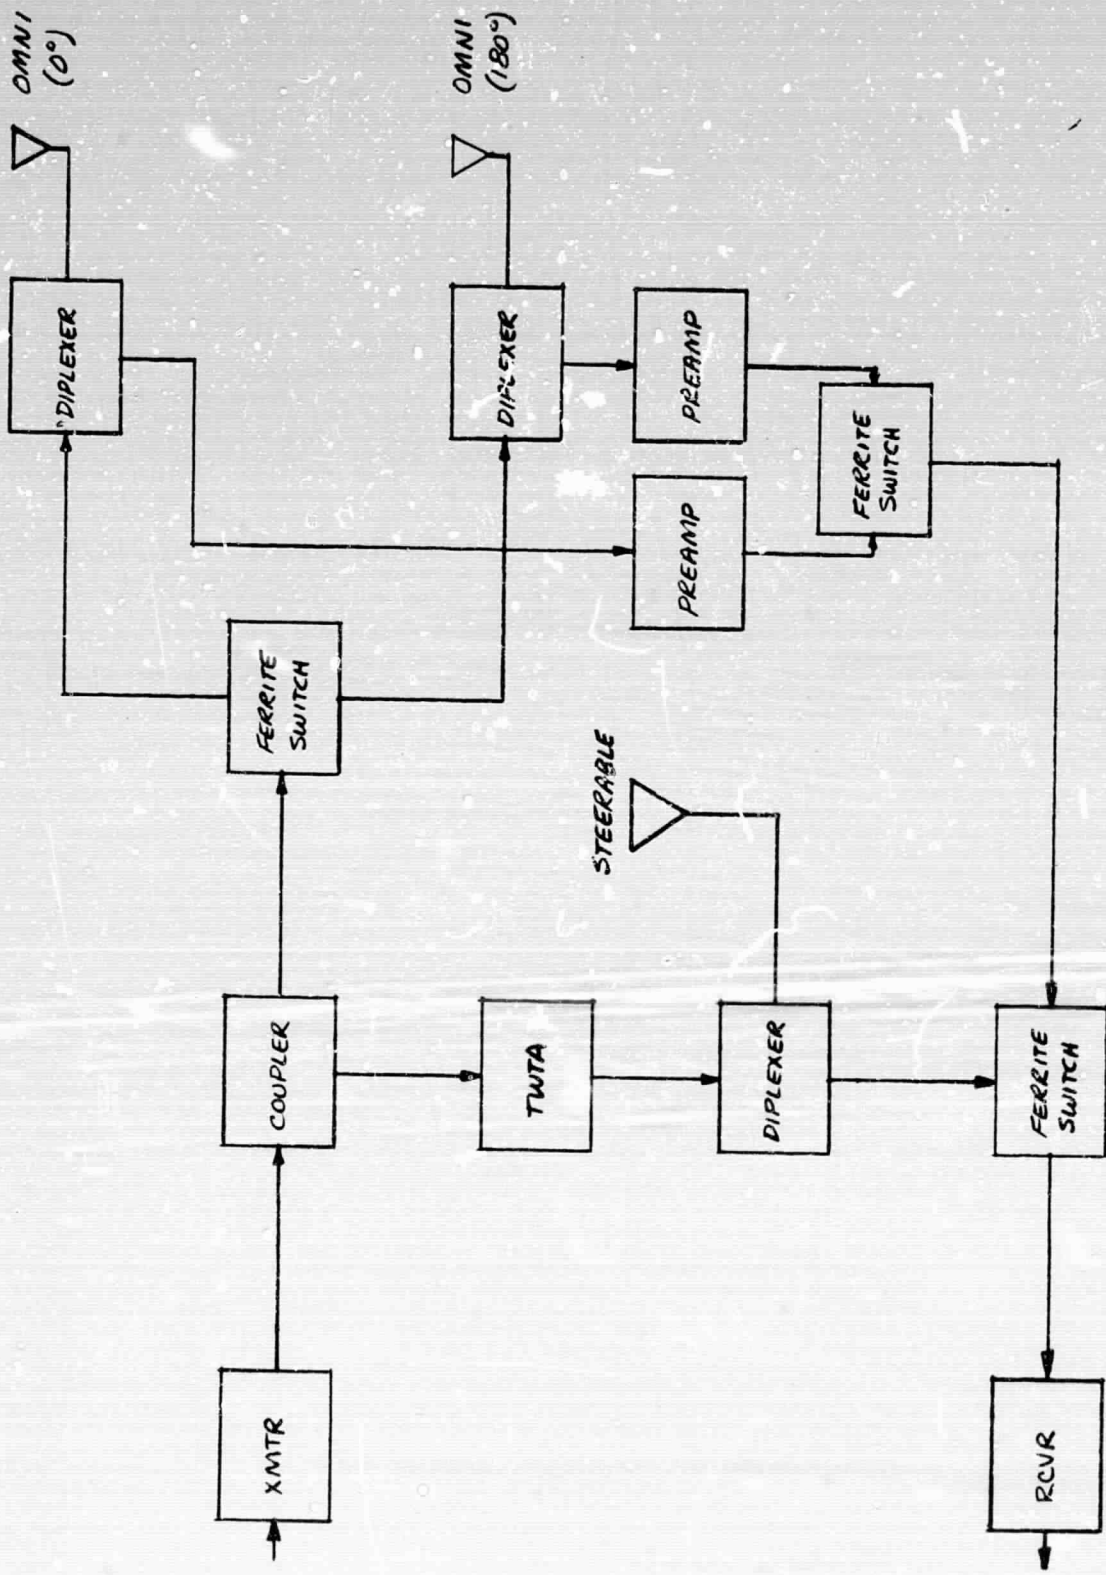 OMNI
(0°)
DIPLEXER
XMTR
COUPLER
FERRITE
SWITCH
OMNI
(180°)
DIPLEXER
TWTA
STEERABLE
PREAMP
PREAMP
DIPLEXER
FERRITE
SWITCH
RCVR
FERRITE
SWITCH